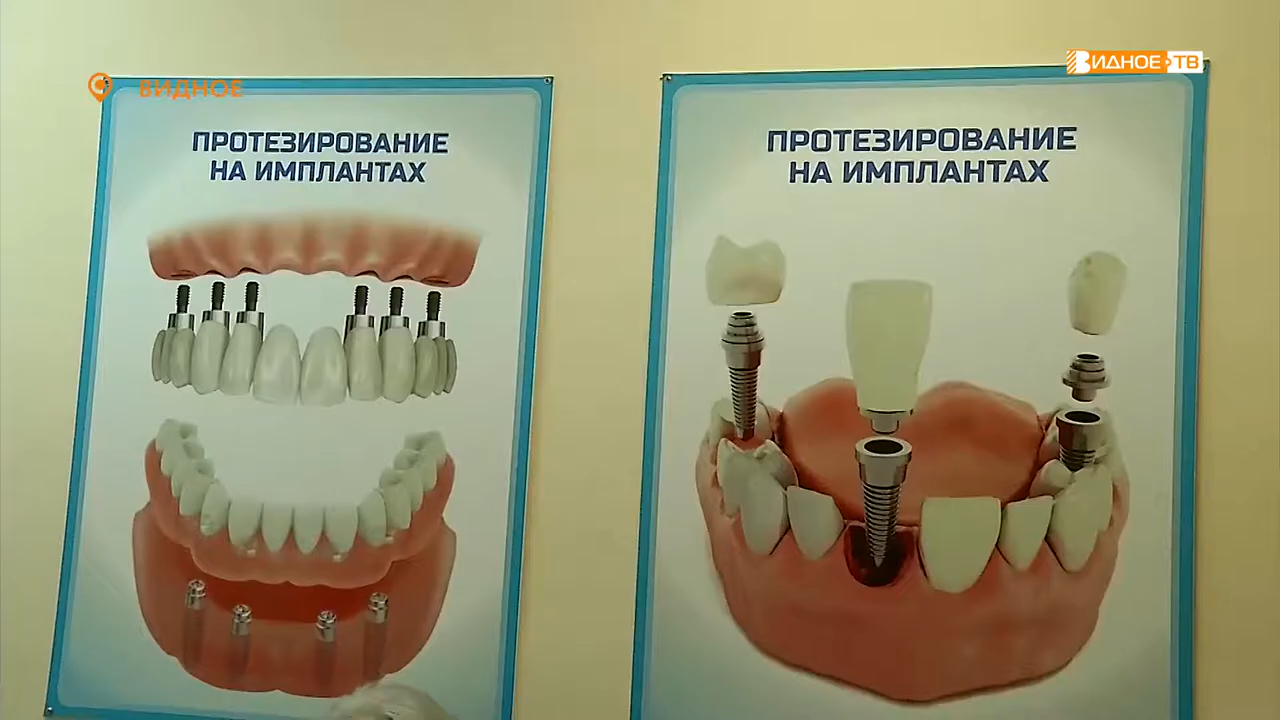 ВИДНОЕ
ВИДНОЕ ТВ
ПРОТЕЗИРОВАНИЕ
НА ИМПЛАНТАХ
ПРОТЕЗИРОВАНИЕ
НА ИМПЛАНТАХ